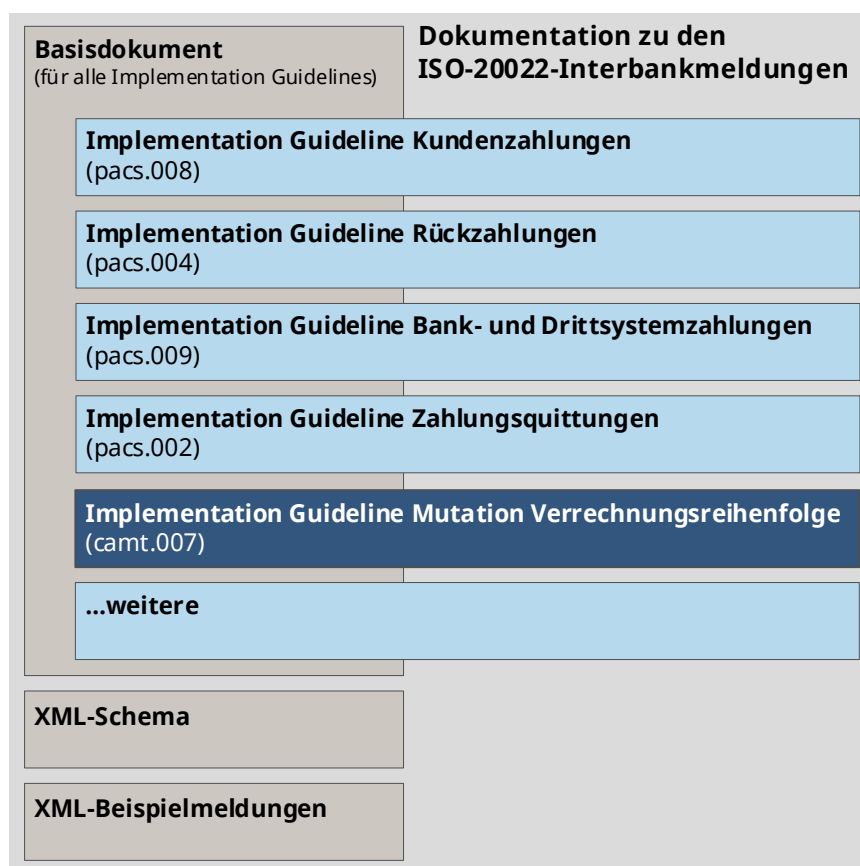 Basisdokument
(für alle Implementation Guidelines)
Dokumentation zu den
ISO-20022-Interbankmeldungen
Implementation Guideline Kundenzahlungen
(pacs.008)
Implementation Guideline Rückzahlungen
(pacs.004)
Implementation Guideline Bank- und Drittsystemzahlungen
(pacs.009)
Implementation Guideline Zahlungsquittungen
(pacs.002)
Implementation Guideline Mutation Verrechnungsreihenfolge
(camt.007)
...weitere
XML-Schema
XML-Beispielmeldungen